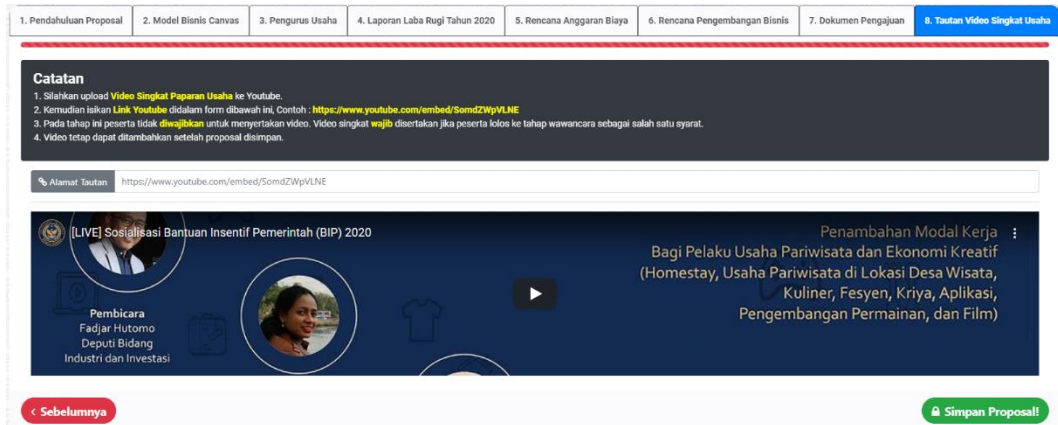 1. Pendahuluan Proposal
2. Model Bisnis Canvas
3. Pengurus Usaha
4. Laporan Laba Rugi Tahun 2020
5. Rencana Anggaran Biaya
6. Rencana Pengembangan Bisnis
7. Dokumen Pengajuan
8. Tautan Video Singkat Usaha
Catatan
1. Silahkan upload Video Singkat Paparan Usaha ke Youtube.
2. Kemudian isikan Link Youtube didalam form dibawah ini, Contoh : https://www.youtube.com/embed/SomdZWpVLNE
3. Pada tahap ini peserta tidak diwajibkan untuk menyertakan video. Video singkat wajib disertakan jika peserta lolos ke tahap wawancara sebagai salah satu syarat.
4. Video tetap dapat ditambahkan setelah proposal disimpan.
Alamat Tautan https://www.youtube.com/embed/SomdZWpVLNE
[LIVE] Sosialisasi Bantuan Insentif Pemerintah (BIP) 2020
Pembicara
Fadjar Hutomo
Deputi Bidang
Industri dan Investasi
Penambahan Modal Kerja
Bagi Pelaku Usaha Pariwisata dan Ekonomi Kreatif
(Homestay, Usaha Pariwisata di Lokasi Desa Wisata,
Kuliner, Fesyen, Kriya, Aplikasi,
Pengembangan Permainan, dan Film)
< Sebelumnya
Simpan Proposal!